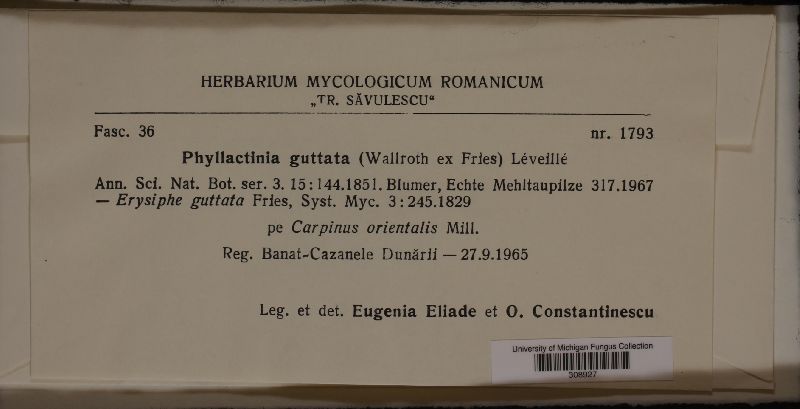 HERBARIUM MYCOLOGICUM ROMANICUM
„TR. SĂVULESCU“
Fasc. 36 nr. 1793
Phyllactinia guttata (Wallroth ex Fries) Léveillé
Ann. Sci. Nat. Bot. ser. 3. 15:144.1851. Blumer, Echte Mehltaupilze 317.1967
— Erysiphe guttata Fries, Syst. Myc. 3:245.1829
pe Carpinus orientalis Mill.
Reg. Banat-Cazanele Dunării — 27.9.1965
Leg. et det. Eugenia Eliade et O. Constantinescu
University of Michigan Fungus Collection
308927